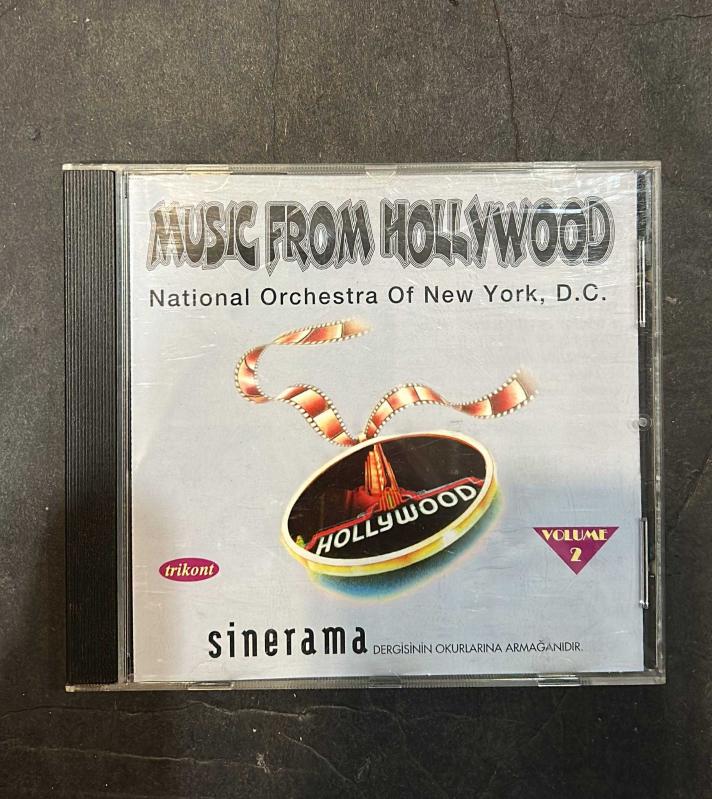 MUSIC FROM HOLLYWOOD
National Orchestra Of New York, D.C.
HOLLYWOOD
VOLUME
2
trikont
sinerama DERGİSİNİN OKURLARINA ARMAĞANIDIR.